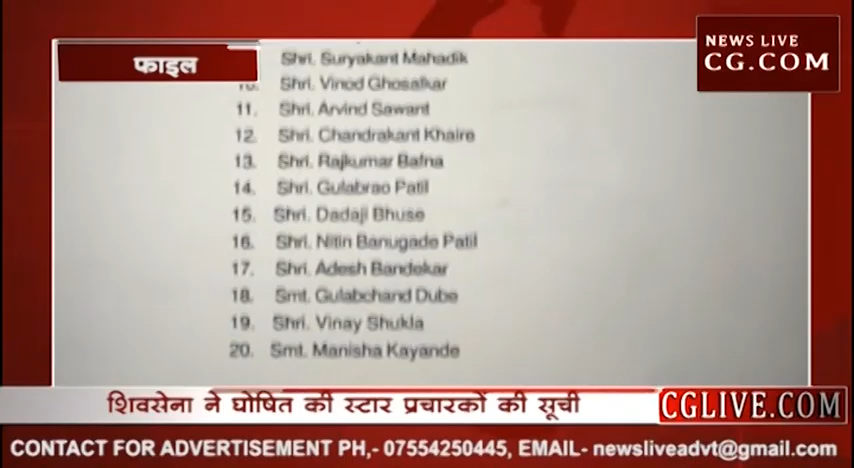 फाइल
NEWS LIVE
CG.COM
Shri. Suryakant Mahadik
10. Shri. Vinod Ghosalkar
11. Shri. Arvind Sawant
12. Shri. Chandrakant Khaire
13. Shri. Rajkumar Bafna
14. Shri. Gulabrao Patil
15. Shri. Dadaji Bhuse
16. Shri. Nitin Banugade Patil
17. Shri. Adesh Bandekar
18. Smt. Gulabchand Dube
19. Shri. Vinay Shukla
20. Smt. Manisha Kayande
शिवसेना ने घोषित की स्टार प्रचारकों की सूची
CGLIVE.COM
CONTACT FOR ADVERTISEMENT PH,- 07554250445, EMAIL- newsliveadvt@gmail.com